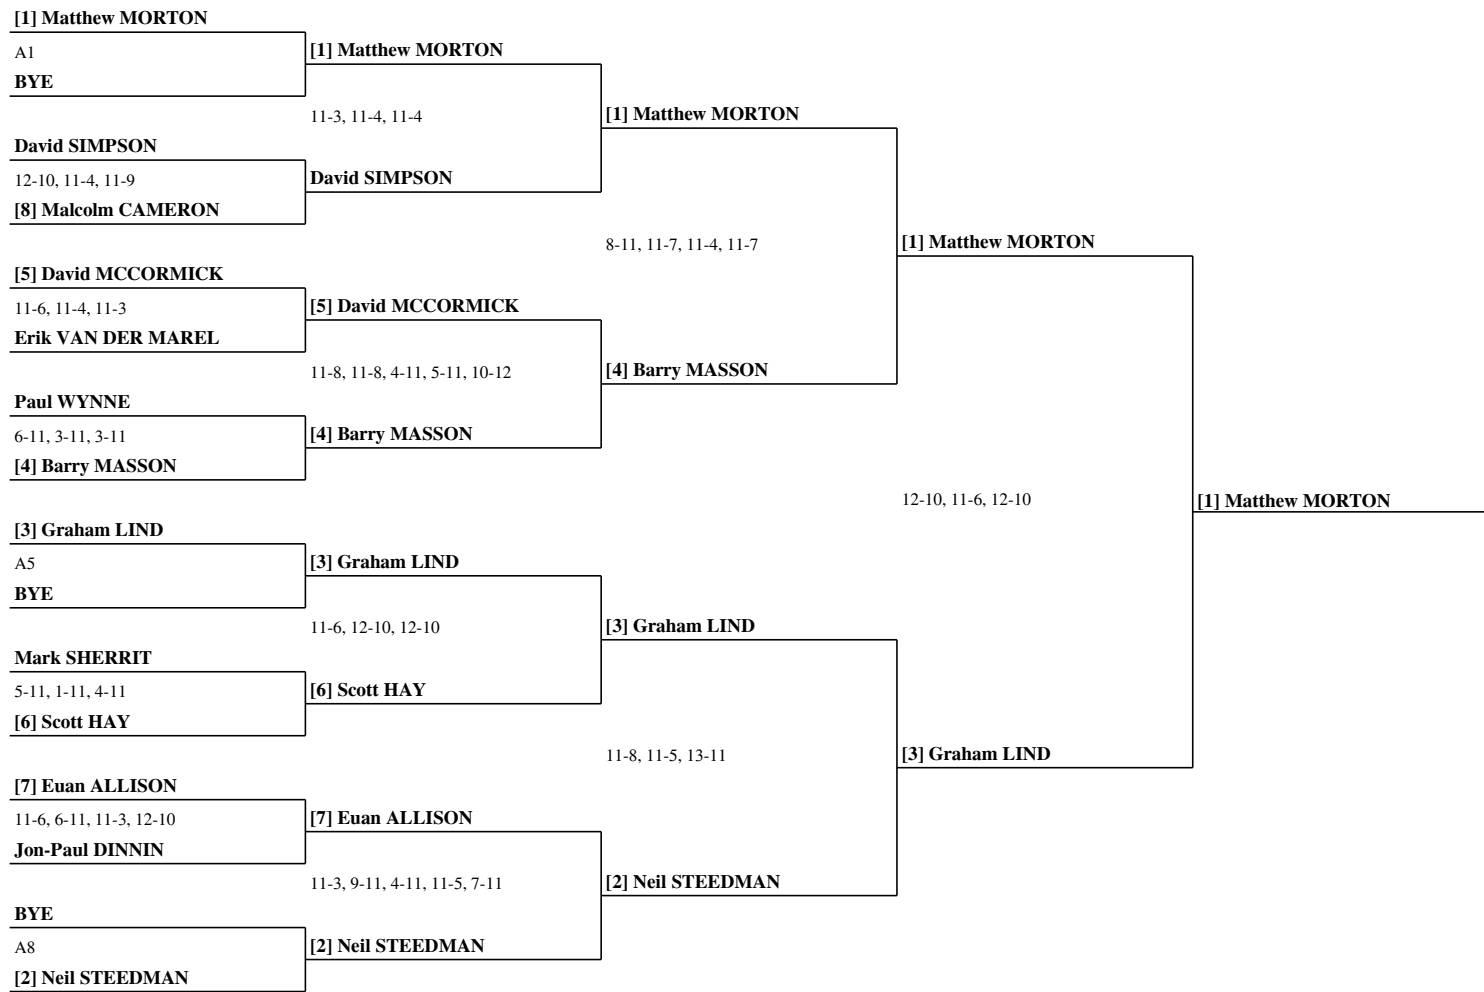 [1] Matthew MORTON
A1
BYE
David SIMPSON
12-10, 11-4, 11-9
[8] Malcolm CAMERON
[5] David MCCORMICK
11-6, 11-4, 11-3
Erik VAN DER MAREL
Paul WYNNE
6-11, 3-11, 3-11
[4] Barry MASSON
[3] Graham LIND
A5
BYE
Mark SHERRIT
5-11, 1-11, 4-11
[6] Scott HAY
[7] Euan ALLISON
11-6, 6-11, 11-3, 12-10
Jon-Paul DINNIN
BYE
A8
[2] Neil STEEDMAN
[1] Matthew MORTON
11-3, 11-4, 11-4
David SIMPSON
[5] David MCCORMICK
11-8, 11-8, 4-11, 5-11, 10-12
[4] Barry MASSON
[3] Graham LIND
11-6, 12-10, 12-10
[6] Scott HAY
[7] Euan ALLISON
11-3, 9-11, 4-11, 11-5, 7-11
[2] Neil STEEDMAN
[1] Matthew MORTON
8-11, 11-7, 11-4, 11-7
[4] Barry MASSON
[3] Graham LIND
11-8, 11-5, 13-11
[2] Neil STEEDMAN
[1] Matthew MORTON
12-10, 11-6, 12-10
[3] Graham LIND
[1] Matthew MORTON